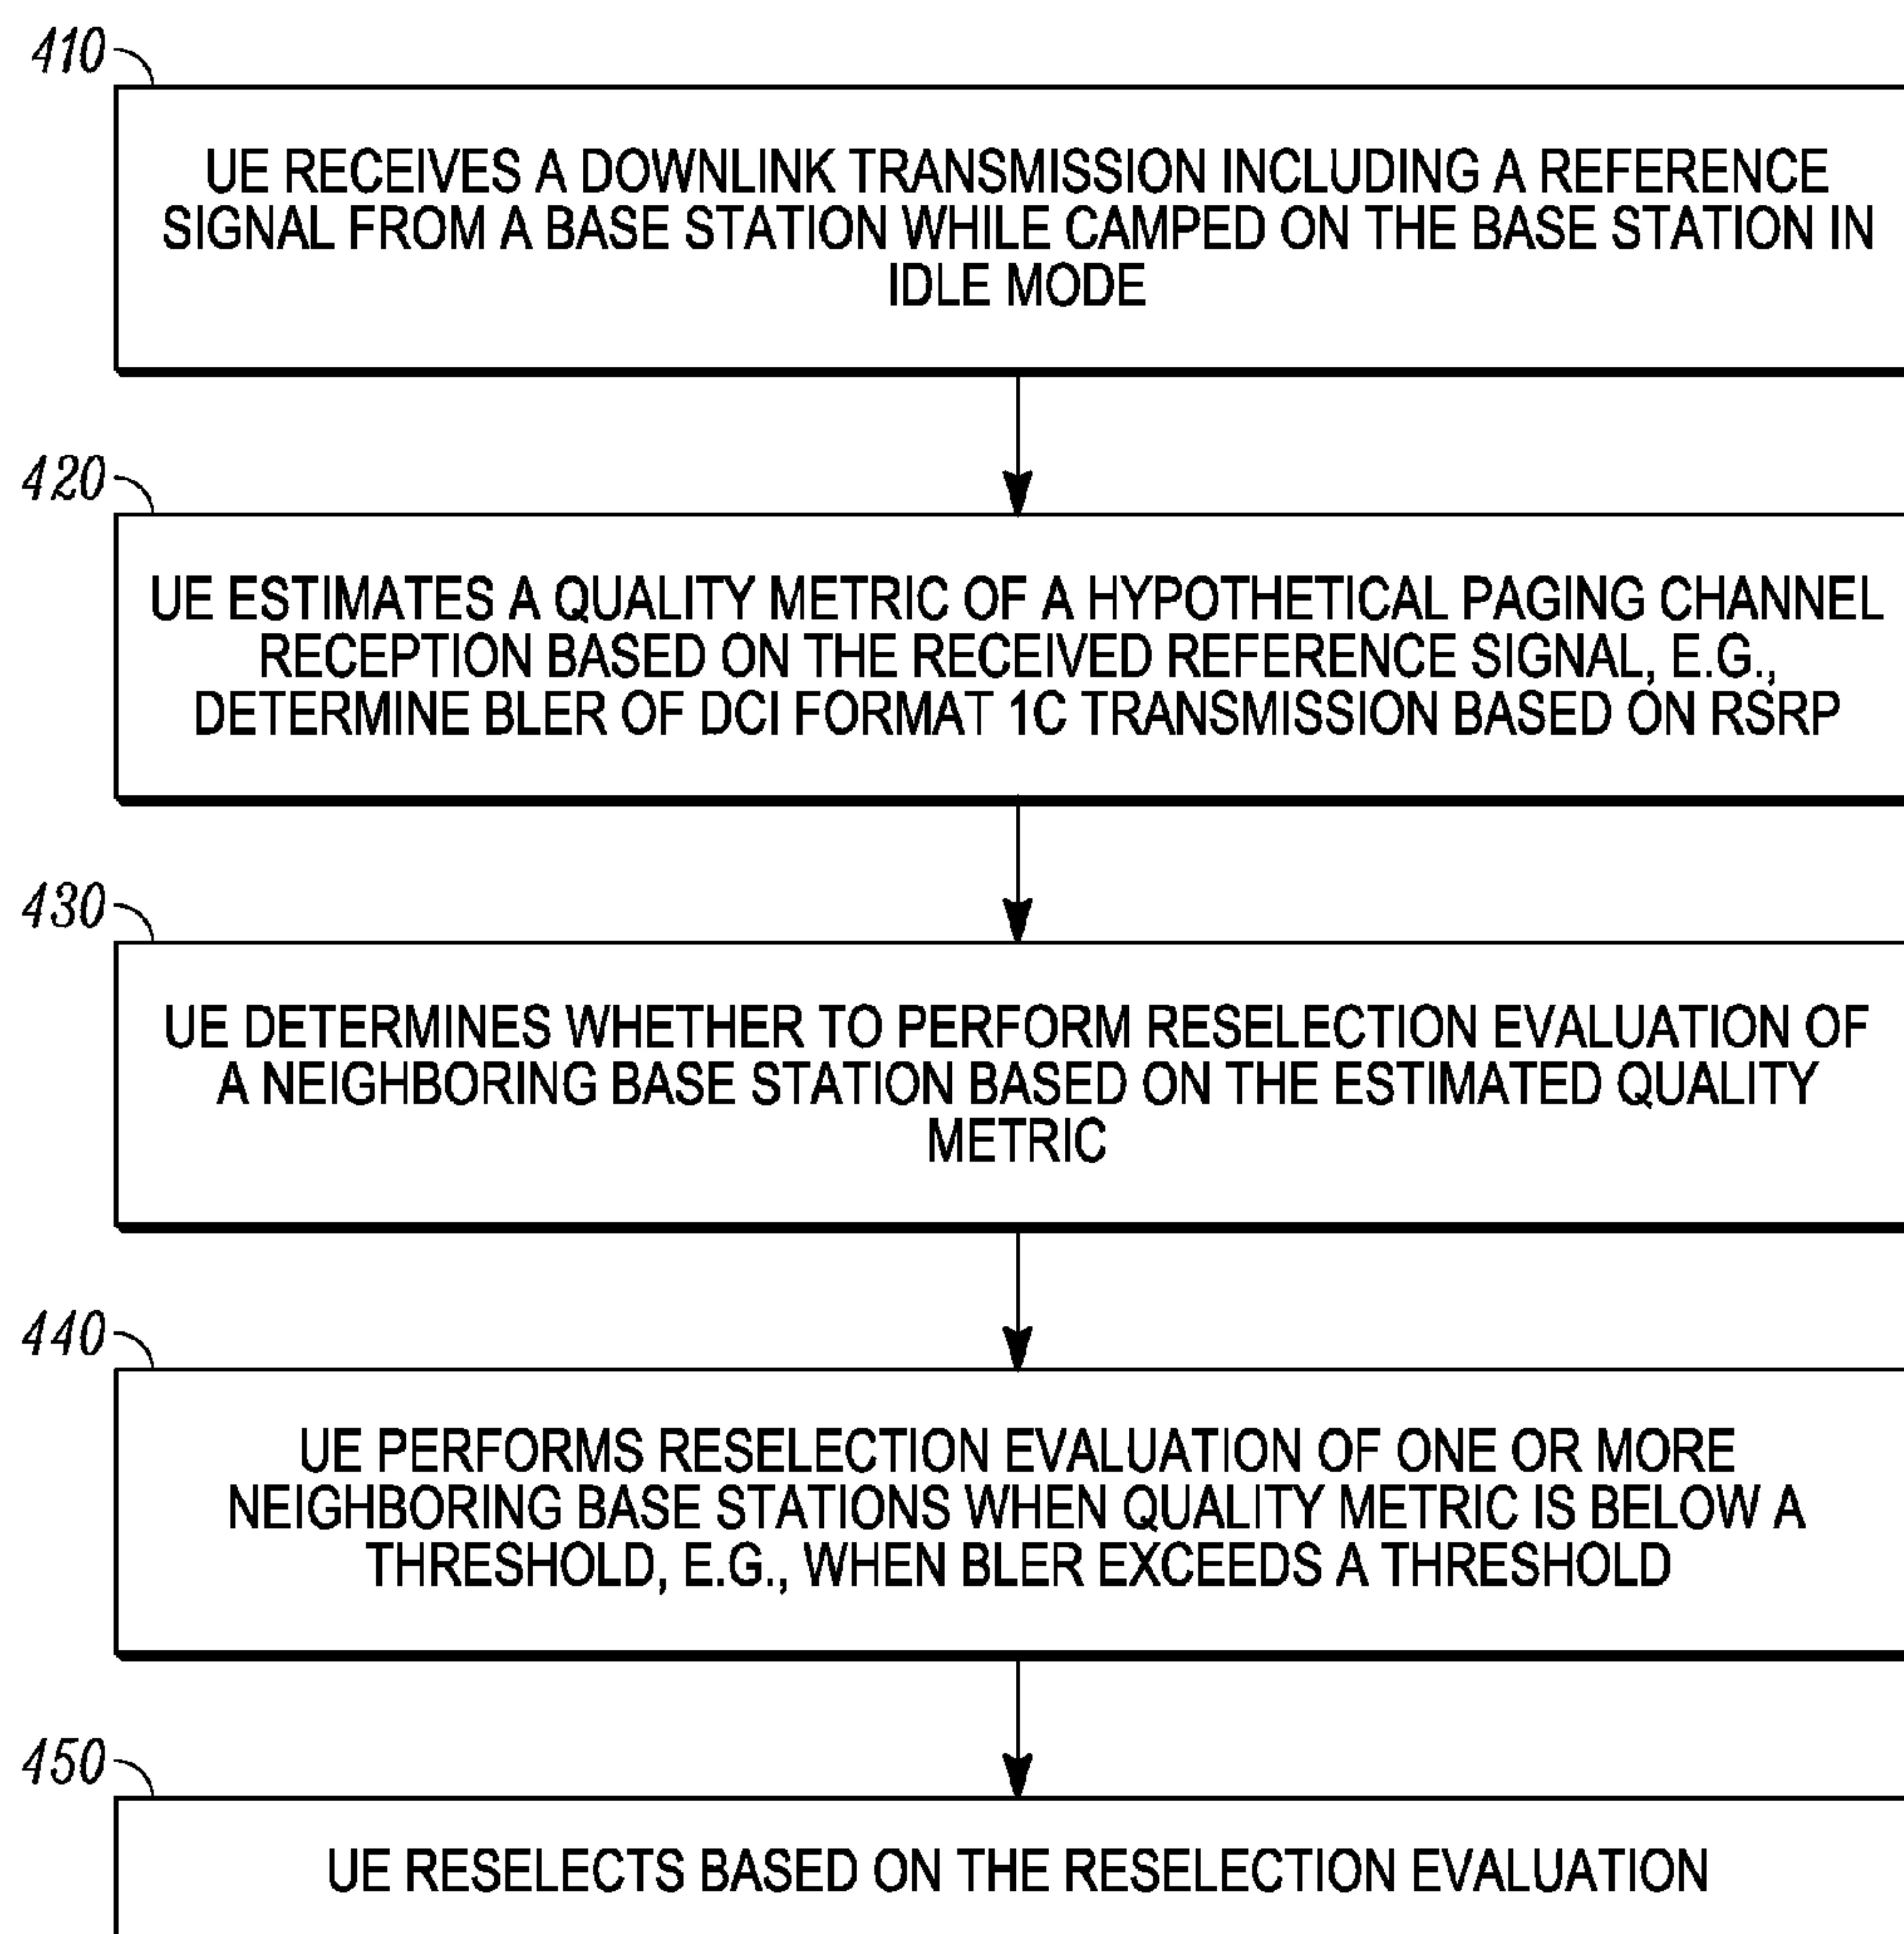 410
UE RECEIVES A DOWNLINK TRANSMISSION INCLUDING A REFERENCE
SIGNAL FROM A BASE STATION WHILE CAMPED ON THE BASE STATION IN
IDLE MODE
420
UE ESTIMATES A QUALITY METRIC OF A HYPOTHETICAL PAGING CHANNEL
RECEPTION BASED ON THE RECEIVED REFERENCE SIGNAL, E.G.,
DETERMINE BLER OF DCI FORMAT 1C TRANSMISSION BASED ON RSRP
430
UE DETERMINES WHETHER TO PERFORM RESELECTION EVALUATION OF
A NEIGHBORING BASE STATION BASED ON THE ESTIMATED QUALITY
METRIC
440
UE PERFORMS RESELECTION EVALUATION OF ONE OR MORE
NEIGHBORING BASE STATIONS WHEN QUALITY METRIC IS BELOW A
THRESHOLD, E.G., WHEN BLER EXCEEDS A THRESHOLD
450
UE RESELECTS BASED ON THE RESELECTION EVALUATION